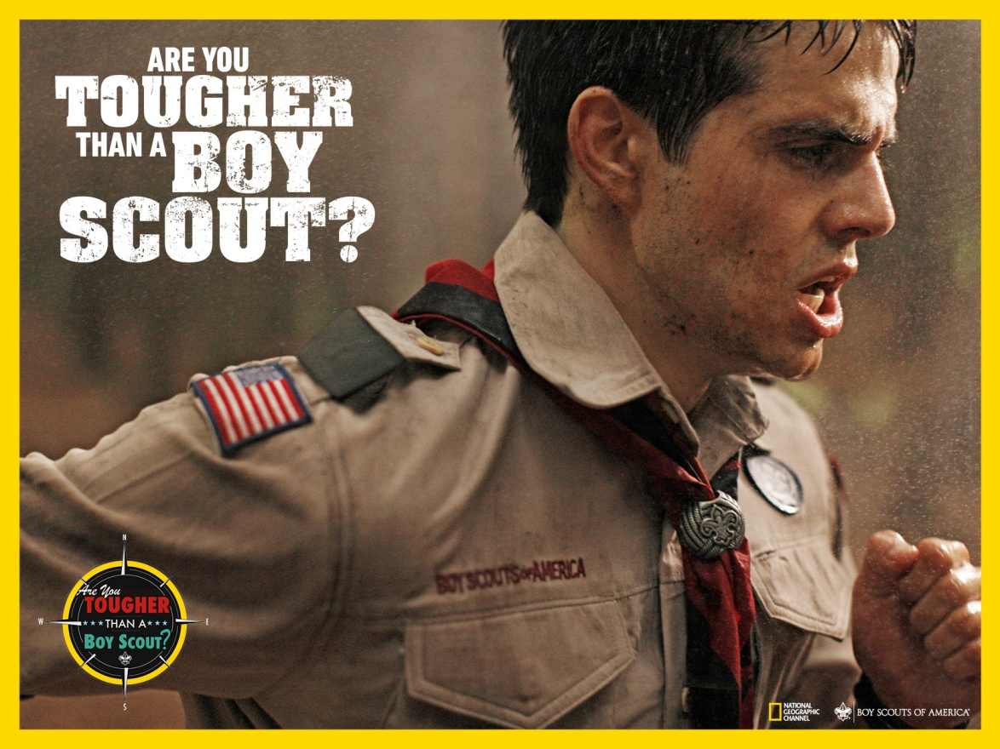 ARE YOU
TOUGHER
THAN A BOY
SCOUT?
BOY SCOUTS OF AMERICA
N
W
E
S
Are You
TOUGHER
THAN A
BOY SCOUT?
NATIONAL
GEOGRAPHIC
CHANNEL
BOY SCOUTS OF AMERICA®